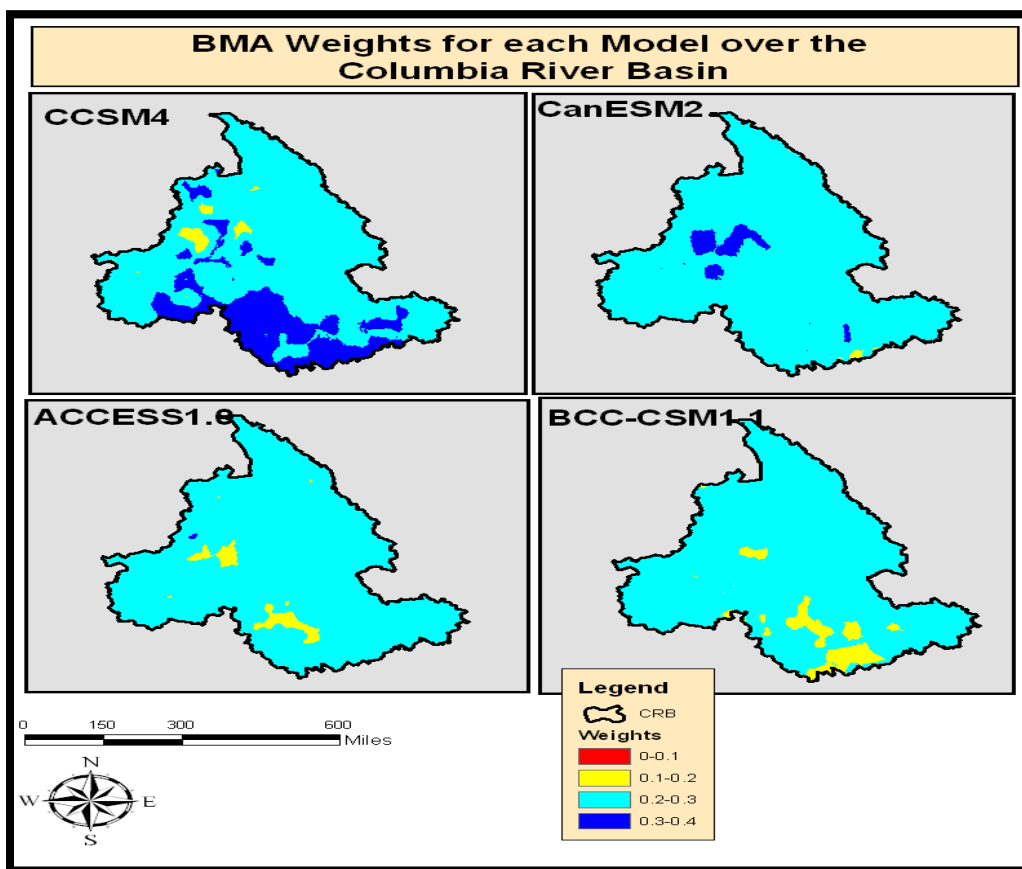 BMA Weights for each Model over the
Columbia River Basin
CCSM4
CanESM2
ACCESS1.0
BCC-CSM1-1
Legend
CRB
Weights
0-0.1
0.1-0.2
0.2-0.3
0.3-0.4
0 150 300 600
Miles
N
W E
S